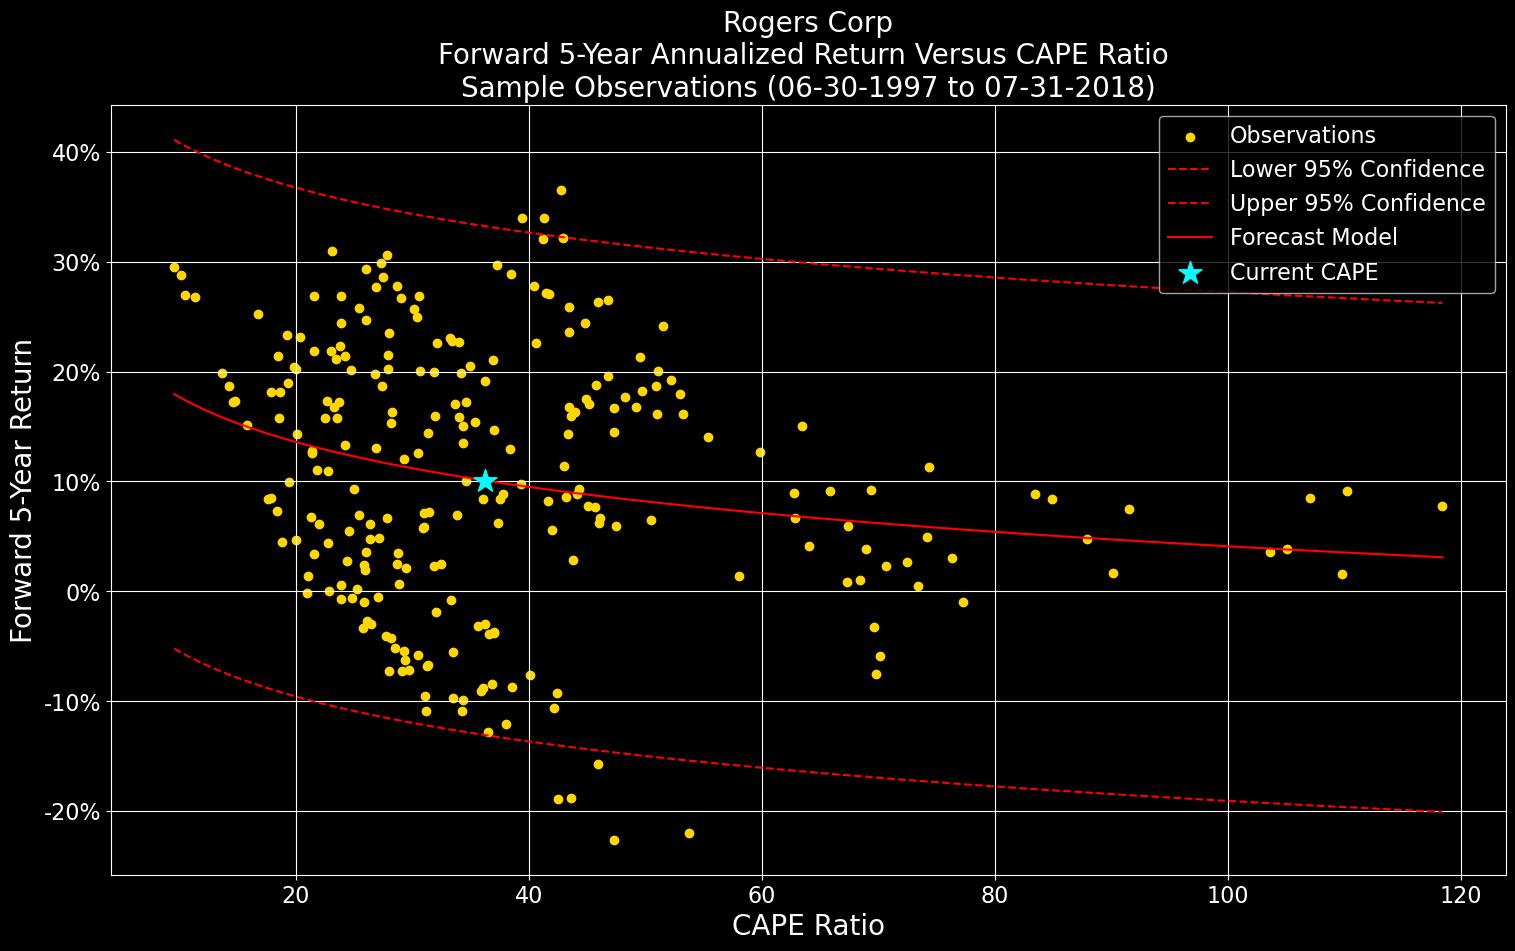 Rogers Corp
Forward 5-Year Annualized Return Versus CAPE Ratio
Sample Observations (06-30-1997 to 07-31-2018)
Observations
Lower 95% Confidence
Upper 95% Confidence
Forecast Model
Current CAPE
Forward 5-Year Return
40%
30%
20%
10%
0%
-10%
-20%
20 40 60 80 100 120
CAPE Ratio